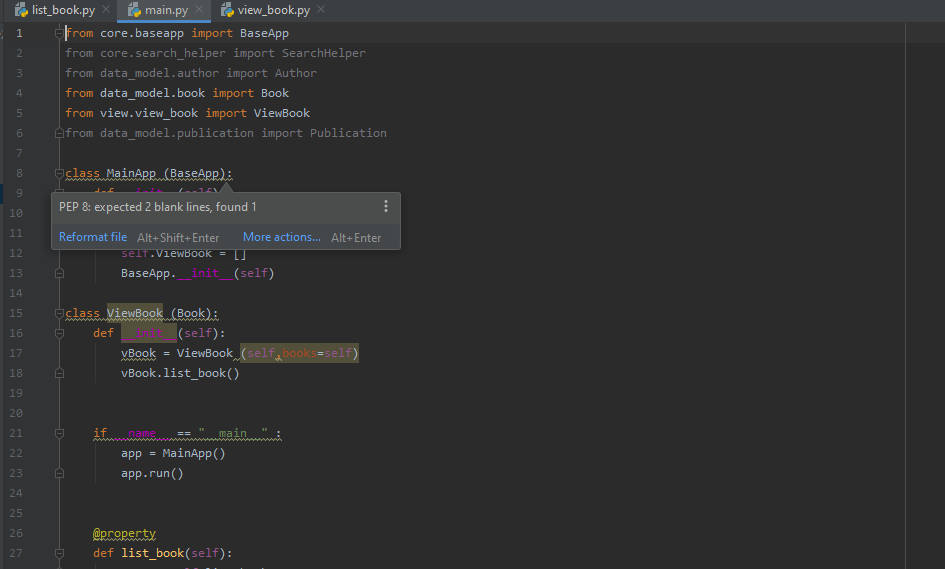 list_book.py main.py view_book.py
1 from core.baseapp import BaseApp
2 from core.search_helper import SearchHelper
3 from data_model.author import Author
4 from data_model.book import Book
5 from view.view_book import ViewBook
6 from data_model.publication import Publication
7
8 class MainApp (BaseApp):
9 def __init__(self)
PEP 8: expected 2 blank lines, found 1
Reformat file Alt+Shift+Enter More actions... Alt+Enter
10
11
12 self.ViewBook = []
13 BaseApp.__init__(self)
14
15 class ViewBook (Book):
16 def __init__(self):
17 vBook = ViewBook (self,books=self)
18 vBook.list_book()
19
20
21 if __name__ == "__main__" :
22 app = MainApp()
23 app.run()
24
25
26 @property
27 def list_book(self):